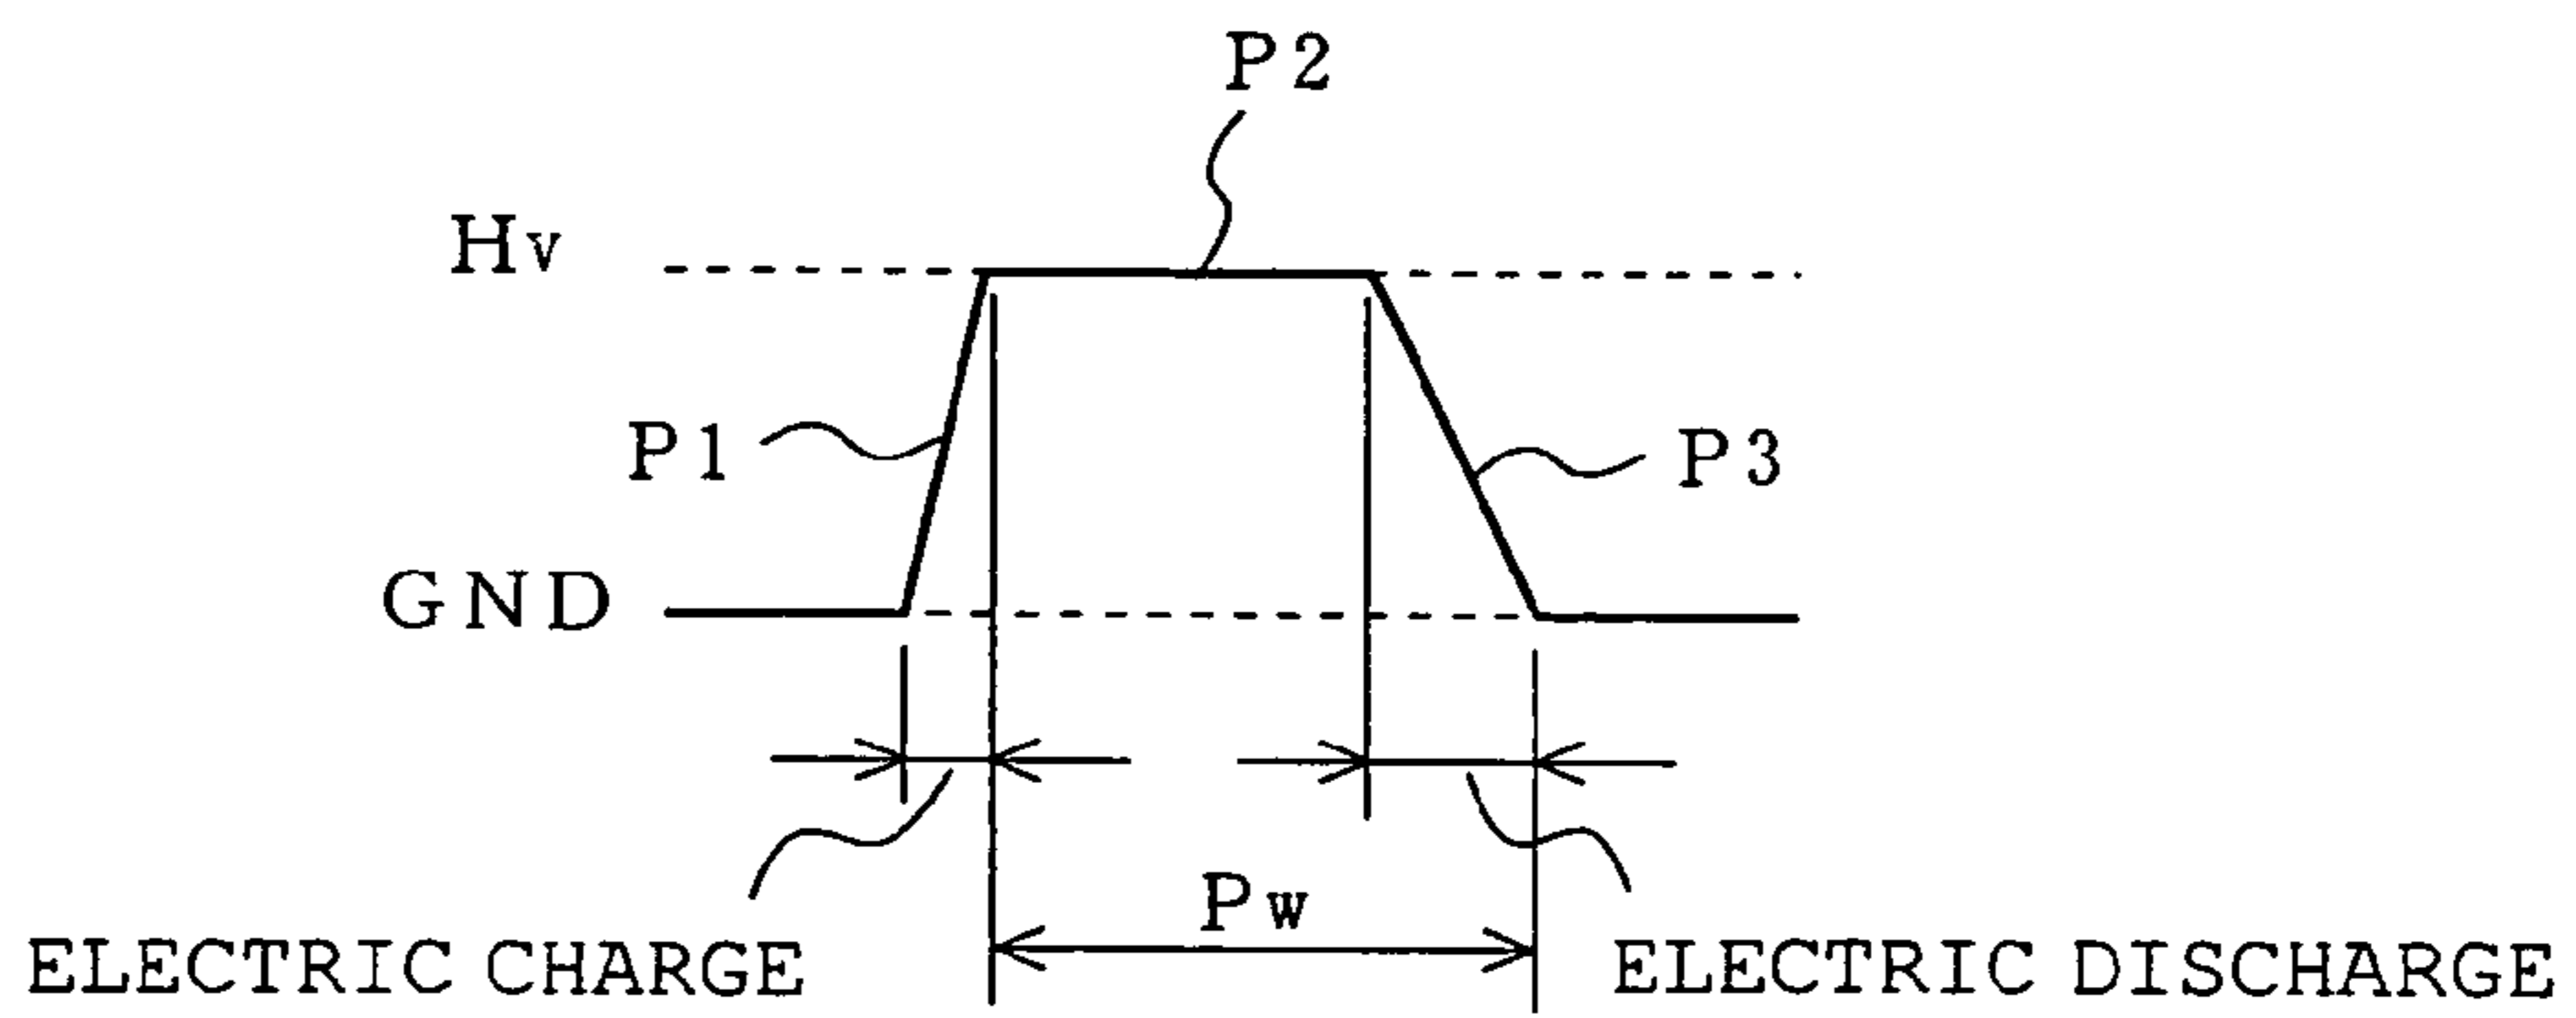 P2
Hv
P1
P3
GND
Pw
ELECTRIC CHARGE
ELECTRIC DISCHARGE